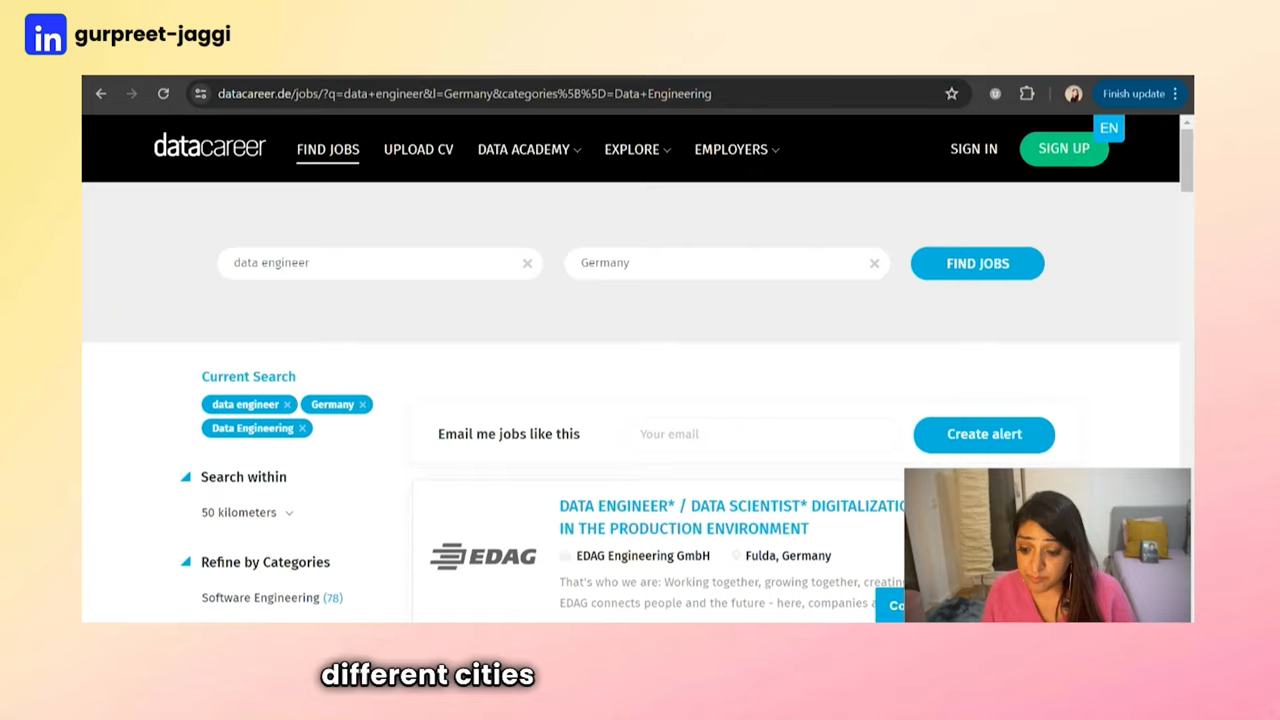 in gurpreet-jaggi
datacareer.de/jobs/?q=data+engineer&l=Germany&categories%5B%5D=Data+Engineering
Finish update
EN
datacareer FIND JOBS UPLOAD CV DATA ACADEMY EXPLORE EMPLOYERS SIGN IN SIGN UP
data engineer Germany FIND JOBS
Current Search
data engineer Germany
Data Engineering
Email me jobs like this Your email Create alert
Search within
50 kilometers
Refine by Categories
Software Engineering (78)
DATA ENGINEER* / DATA SCIENTIST*
IN THE PRODUCTION ENVIRONMENT
EDAG
EDAG Engineering GmbH Fulda, Germany
That's who we are: Working together, growing together,
EDAG connects people and the future - here, companies
different cities